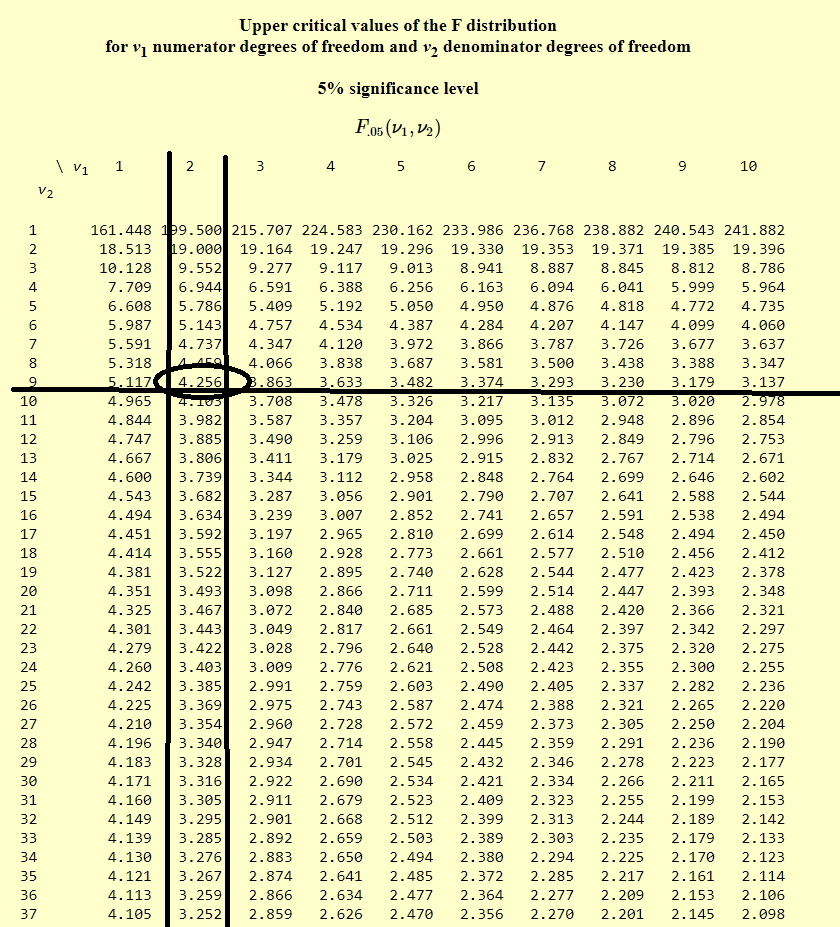 Upper critical values of the F distribution
for ν1 numerator degrees of freedom and ν2 denominator degrees of freedom
5% significance level
F.05(ν1, ν2)
\ ν1 1 2 3 4 5 6 7 8 9 10
ν2
1 161.448 199.500 215.707 224.583 230.162 233.986 236.768 238.882 240.543 241.882
2 18.513 19.000 19.164 19.247 19.296 19.330 19.353 19.371 19.385 19.396
3 10.128 9.552 9.277 9.117 9.013 8.941 8.887 8.845 8.812 8.786
4 7.709 6.944 6.591 6.388 6.256 6.163 6.094 6.041 5.999 5.964
5 6.608 5.786 5.409 5.192 5.050 4.950 4.876 4.818 4.772 4.735
6 5.987 5.143 4.757 4.534 4.387 4.284 4.207 4.147 4.099 4.060
7 5.591 4.737 4.347 4.120 3.972 3.866 3.787 3.726 3.677 3.637
8 5.318 4.459 4.066 3.838 3.687 3.581 3.500 3.438 3.388 3.347
9 5.117 4.256 3.863 3.633 3.482 3.374 3.293 3.230 3.179 3.137
10 4.965 4.103 3.708 3.478 3.326 3.217 3.135 3.072 3.020 2.978
11 4.844 3.982 3.587 3.357 3.204 3.095 3.012 2.948 2.896 2.854
12 4.747 3.885 3.490 3.259 3.106 2.996 2.913 2.849 2.796 2.753
13 4.667 3.806 3.411 3.179 3.025 2.915 2.832 2.767 2.714 2.671
14 4.600 3.739 3.344 3.112 2.958 2.848 2.764 2.699 2.646 2.602
15 4.543 3.682 3.287 3.056 2.901 2.790 2.707 2.641 2.588 2.544
16 4.494 3.634 3.239 3.007 2.852 2.741 2.657 2.591 2.538 2.494
17 4.451 3.592 3.197 2.965 2.810 2.699 2.614 2.548 2.494 2.450
18 4.414 3.555 3.160 2.928 2.773 2.661 2.577 2.510 2.456 2.412
19 4.381 3.522 3.127 2.895 2.740 2.628 2.544 2.477 2.423 2.378
20 4.351 3.493 3.098 2.866 2.711 2.599 2.514 2.447 2.393 2.348
21 4.325 3.467 3.072 2.840 2.685 2.573 2.488 2.420 2.366 2.321
22 4.301 3.443 3.049 2.817 2.661 2.549 2.464 2.397 2.342 2.297
23 4.279 3.422 3.028 2.796 2.640 2.528 2.442 2.375 2.320 2.275
24 4.260 3.403 3.009 2.776 2.621 2.508 2.423 2.355 2.300 2.255
25 4.242 3.385 2.991 2.759 2.603 2.490 2.405 2.337 2.282 2.236
26 4.225 3.369 2.975 2.743 2.587 2.474 2.388 2.321 2.265 2.220
27 4.210 3.354 2.960 2.728 2.572 2.459 2.373 2.305 2.250 2.204
28 4.196 3.340 2.947 2.714 2.558 2.445 2.359 2.291 2.236 2.190
29 4.183 3.328 2.934 2.701 2.545 2.432 2.346 2.278 2.223 2.177
30 4.171 3.316 2.922 2.690 2.534 2.421 2.334 2.266 2.211 2.165
31 4.160 3.305 2.911 2.679 2.523 2.409 2.323 2.255 2.199 2.153
32 4.149 3.295 2.901 2.668 2.512 2.399 2.313 2.244 2.189 2.142
33 4.139 3.285 2.892 2.659 2.503 2.389 2.303 2.235 2.179 2.133
34 4.130 3.276 2.883 2.650 2.494 2.380 2.294 2.225 2.170 2.123
35 4.121 3.267 2.874 2.641 2.485 2.372 2.285 2.217 2.161 2.114
36 4.113 3.259 2.866 2.634 2.477 2.364 2.277 2.209 2.153 2.106
37 4.105 3.252 2.859 2.626 2.470 2.356 2.270 2.201 2.145 2.098